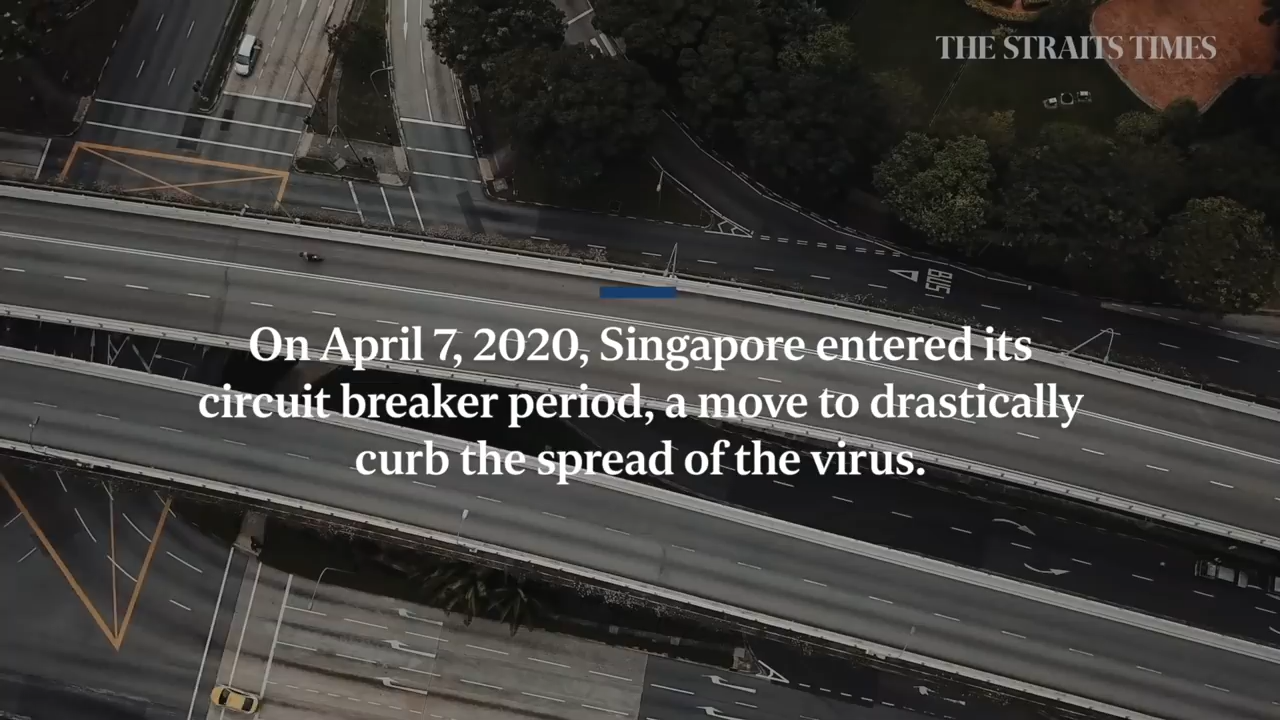 THE STRAITS TIMES
BUS
On April 7, 2020, Singapore entered its
circuit breaker period, a move to drastically
curb the spread of the virus.